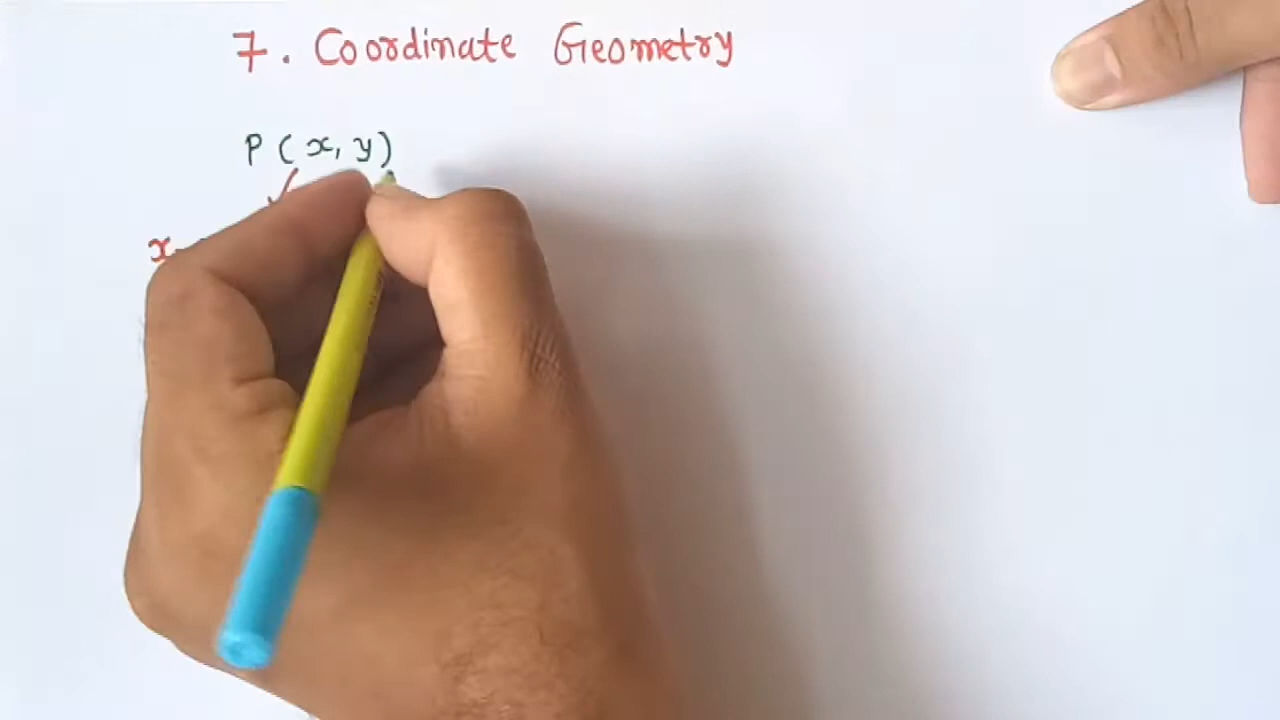 7. Coordinate Geometry
P (x, y)
x